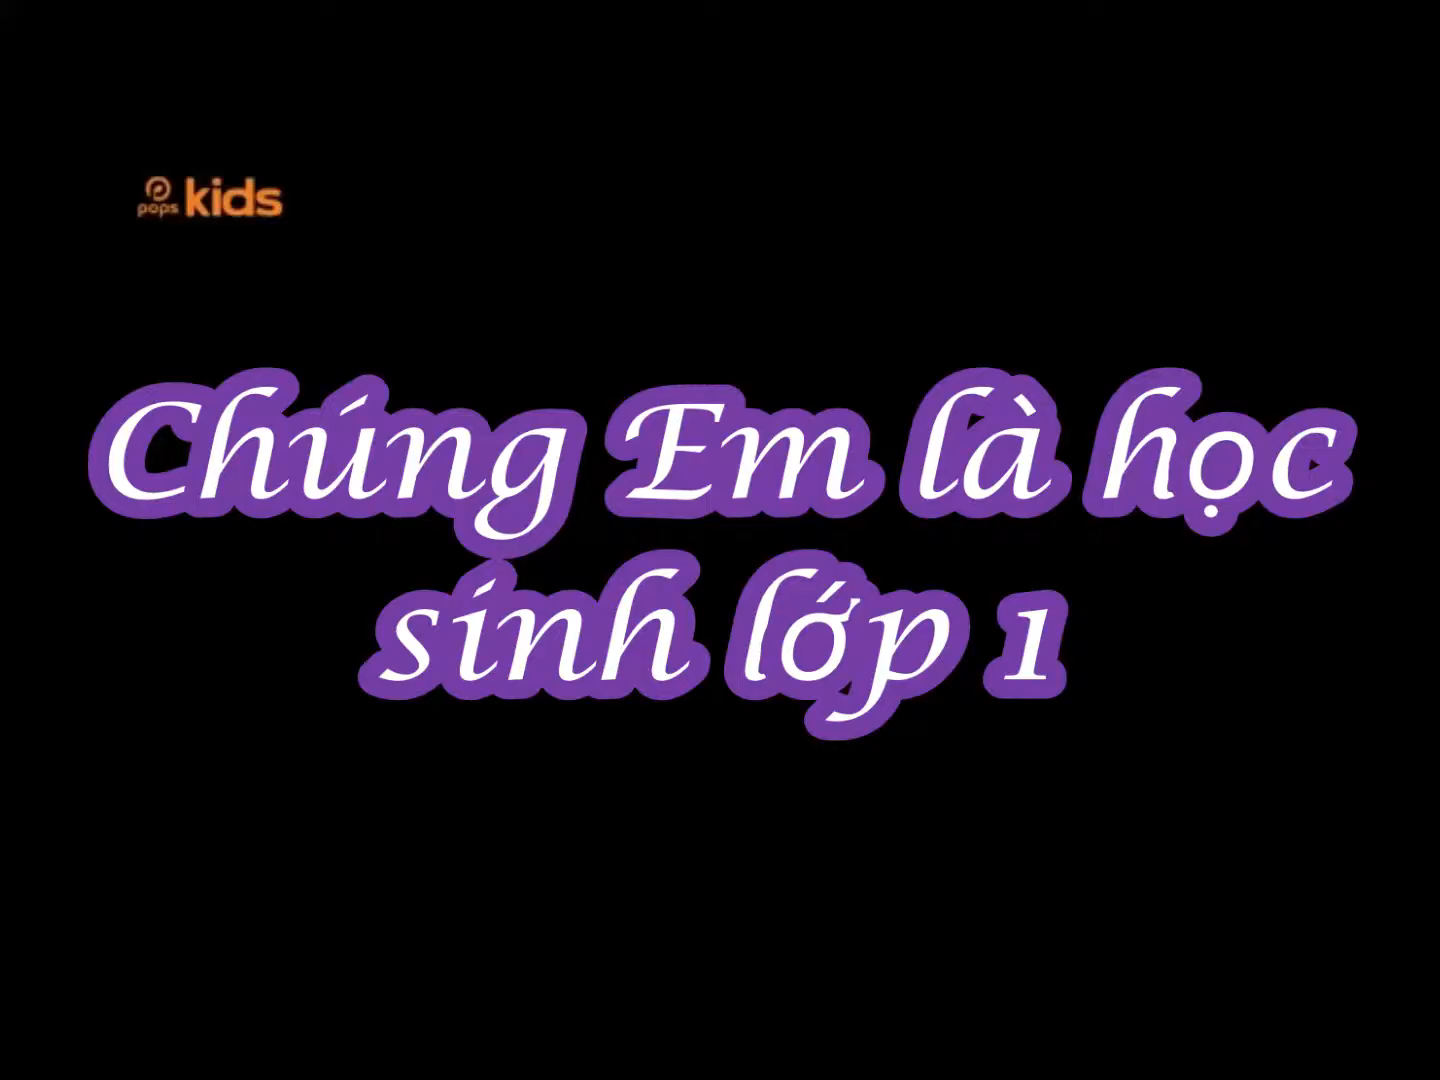 pops kids
Chúng Em là học
sinh lớp 1